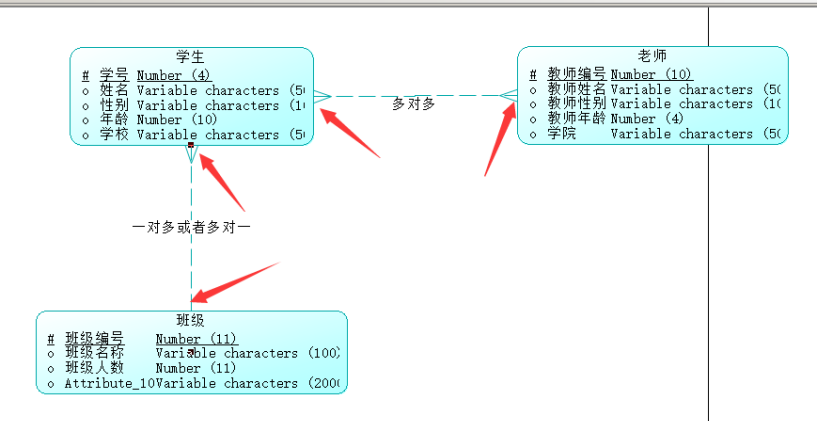 学生
# 学号 Number (4)
o 姓名 Variable characters (5
o 性别 Variable characters (1
o 年龄 Number (10)
o 学校 Variable characters (5
老师
# 教师编号 Number (10)
o 教师姓名 Variable characters (50
o 教师性别 Variable characters (10
o 教师年龄 Number (4)
o 学院 Variable characters (50
多对多
一对多或者多对一
班级
# 班级编号 Number (11)
o 班级名称 Variable characters (100)
o 班级人数 Number (11)
o Attribute_10 Variable characters (200